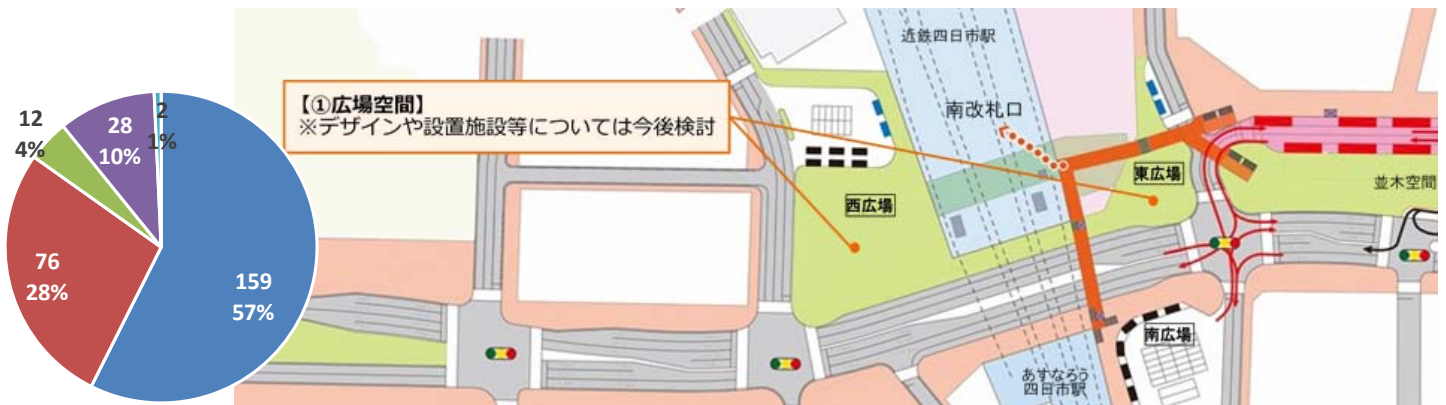 12
4%
28
10%
2
1%
76
28%
159
57%
【①広場空間】
※デザインや設置施設等については今後検討
近鉄四日市駅
南改札口
西広場
東広場
並木空間
南広場
あすなろう
四日市駅